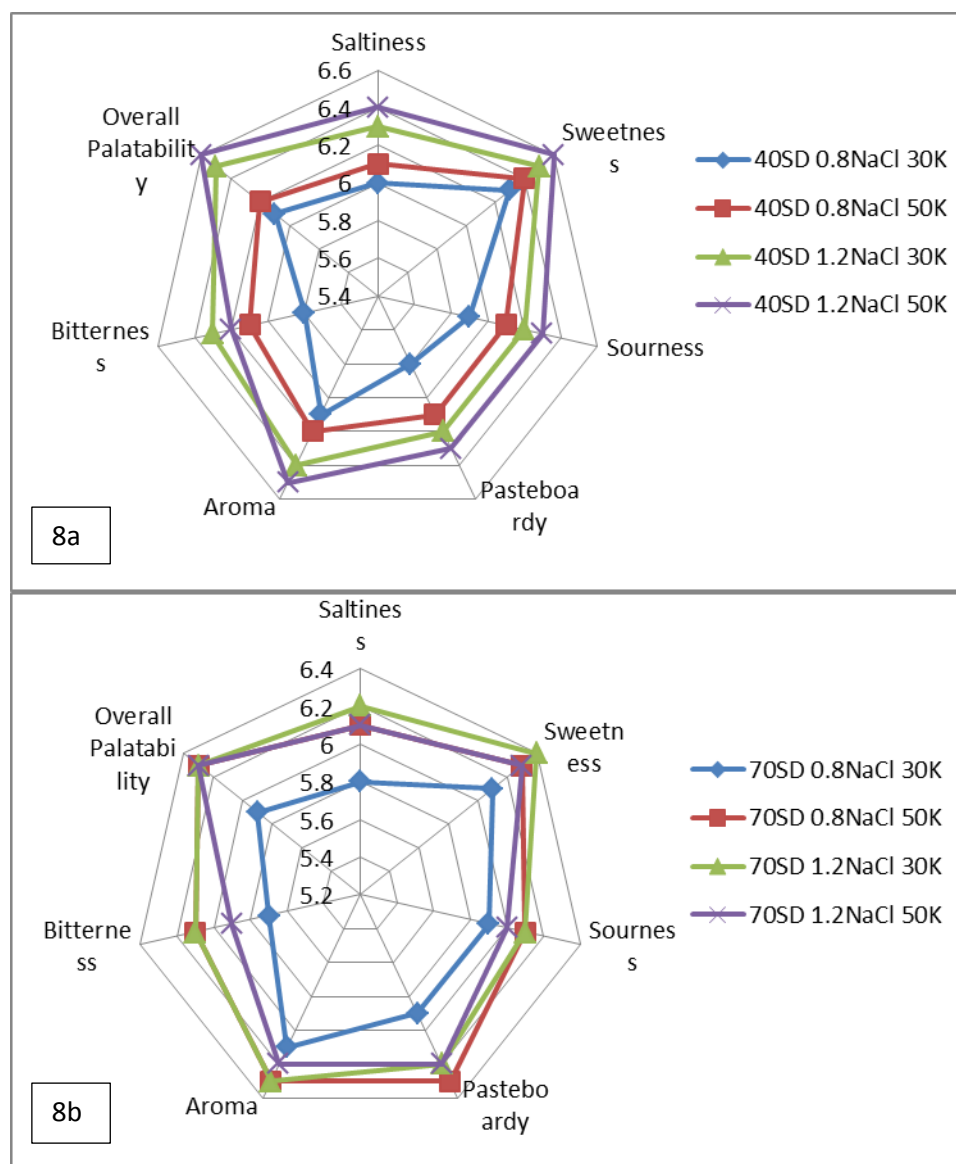 Saltiness
6.6
6.4
6.2
6
5.8
5.6
5.4
Sweetnes
s
Sourness
Pasteboa
rdy
Aroma
Bitternes
s
Overall
Palatabilit
y
40SD 0.8NaCl 30K
40SD 0.8NaCl 50K
40SD 1.2NaCl 30K
40SD 1.2NaCl 50K
8a
Saltines
s
6.4
6.2
6
5.8
5.6
5.4
5.2
Sweetn
ess
Sournes
s
Pastebo
ardy
Aroma
Bitterne
ss
Overall
Palatabi
lity
70SD 0.8NaCl 30K
70SD 0.8NaCl 50K
70SD 1.2NaCl 30K
70SD 1.2NaCl 50K
8b